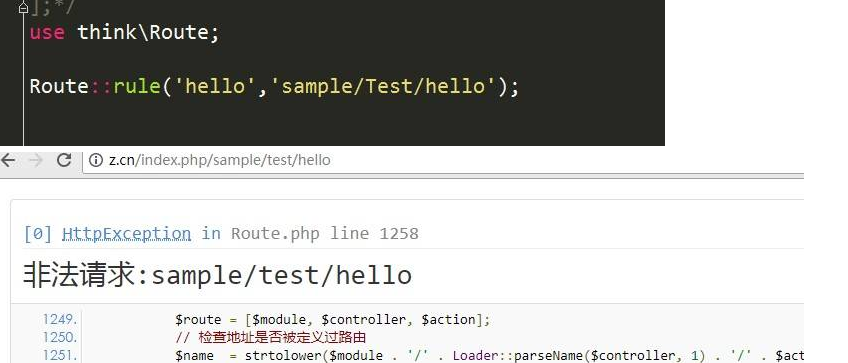 ];*/
use think\Route;
Route::rule('hello','sample/Test/hello');
z.cn/index.php/sample/test/hello
[0] HttpException in Route.php line 1258
非法请求:sample/test/hello
1249. $route = [$module, $controller, $action];
1250. // 检查地址是否被定义过路由
1251. $name = strtolower($module . '/' . Loader::parseName($controller, 1) . '/' . $act